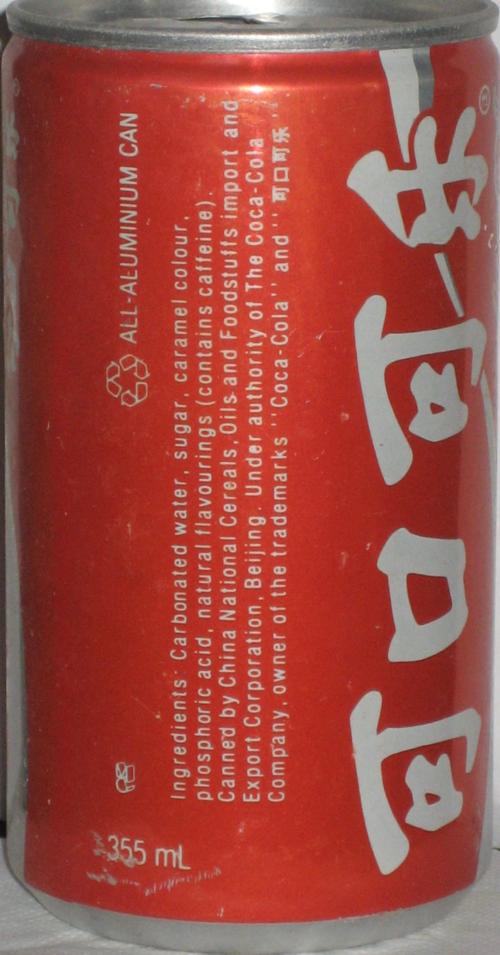 355 mL
ALL-ALUMINIUM CAN
Ingredients: Carbonated water, sugar, caramel colour,
phosphoric acid, natural flavourings (contains caffeine).
Canned by China National Cereals, Oils and Foodstuffs import and
Export Corporation, Beijing. Under authority of The Coca-Cola
Company, owner of the trademarks ''Coca-Cola'' and ''可口可乐''
可口可乐